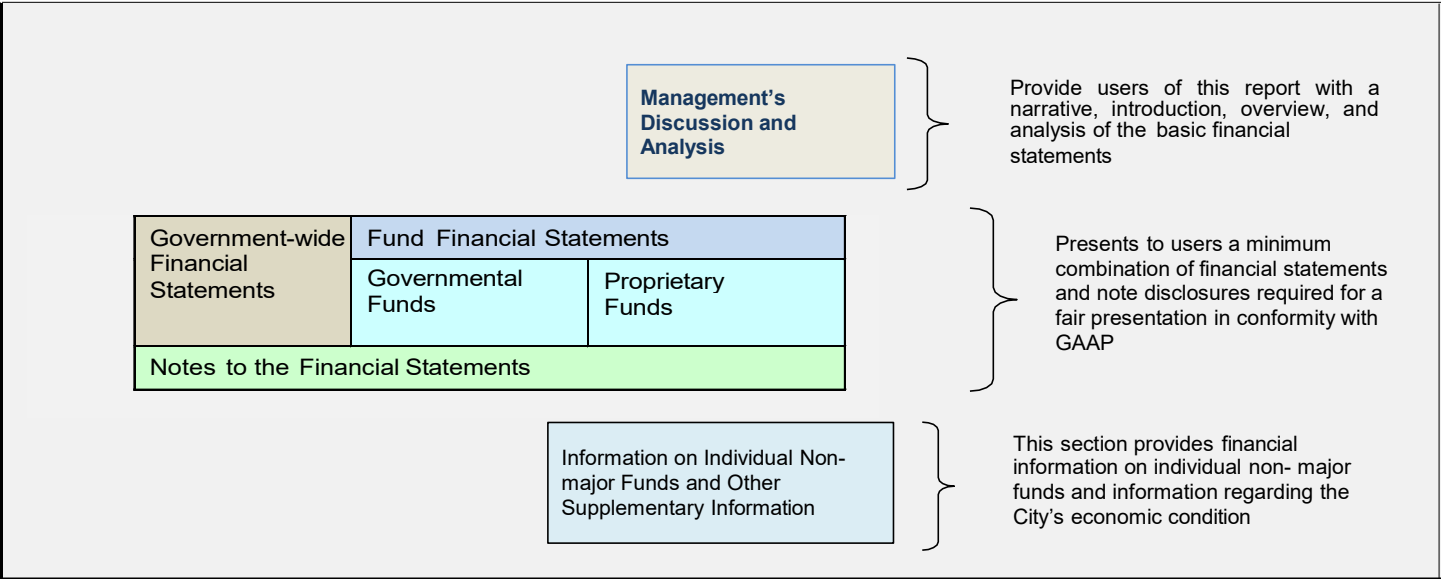 Management’s
Discussion and
Analysis
Provide users of this report with a
narrative, introduction, overview, and
analysis of the basic financial
statements
Government-wide
Financial
Statements
Fund Financial Statements
Governmental
Funds
Proprietary
Funds
Notes to the Financial Statements
Presents to users a minimum
combination of financial statements
and note disclosures required for a
fair presentation in conformity with
GAAP
Information on Individual Non-
major Funds and Other
Supplementary Information
This section provides financial
information on individual non- major
funds and information regarding the
City’s economic condition